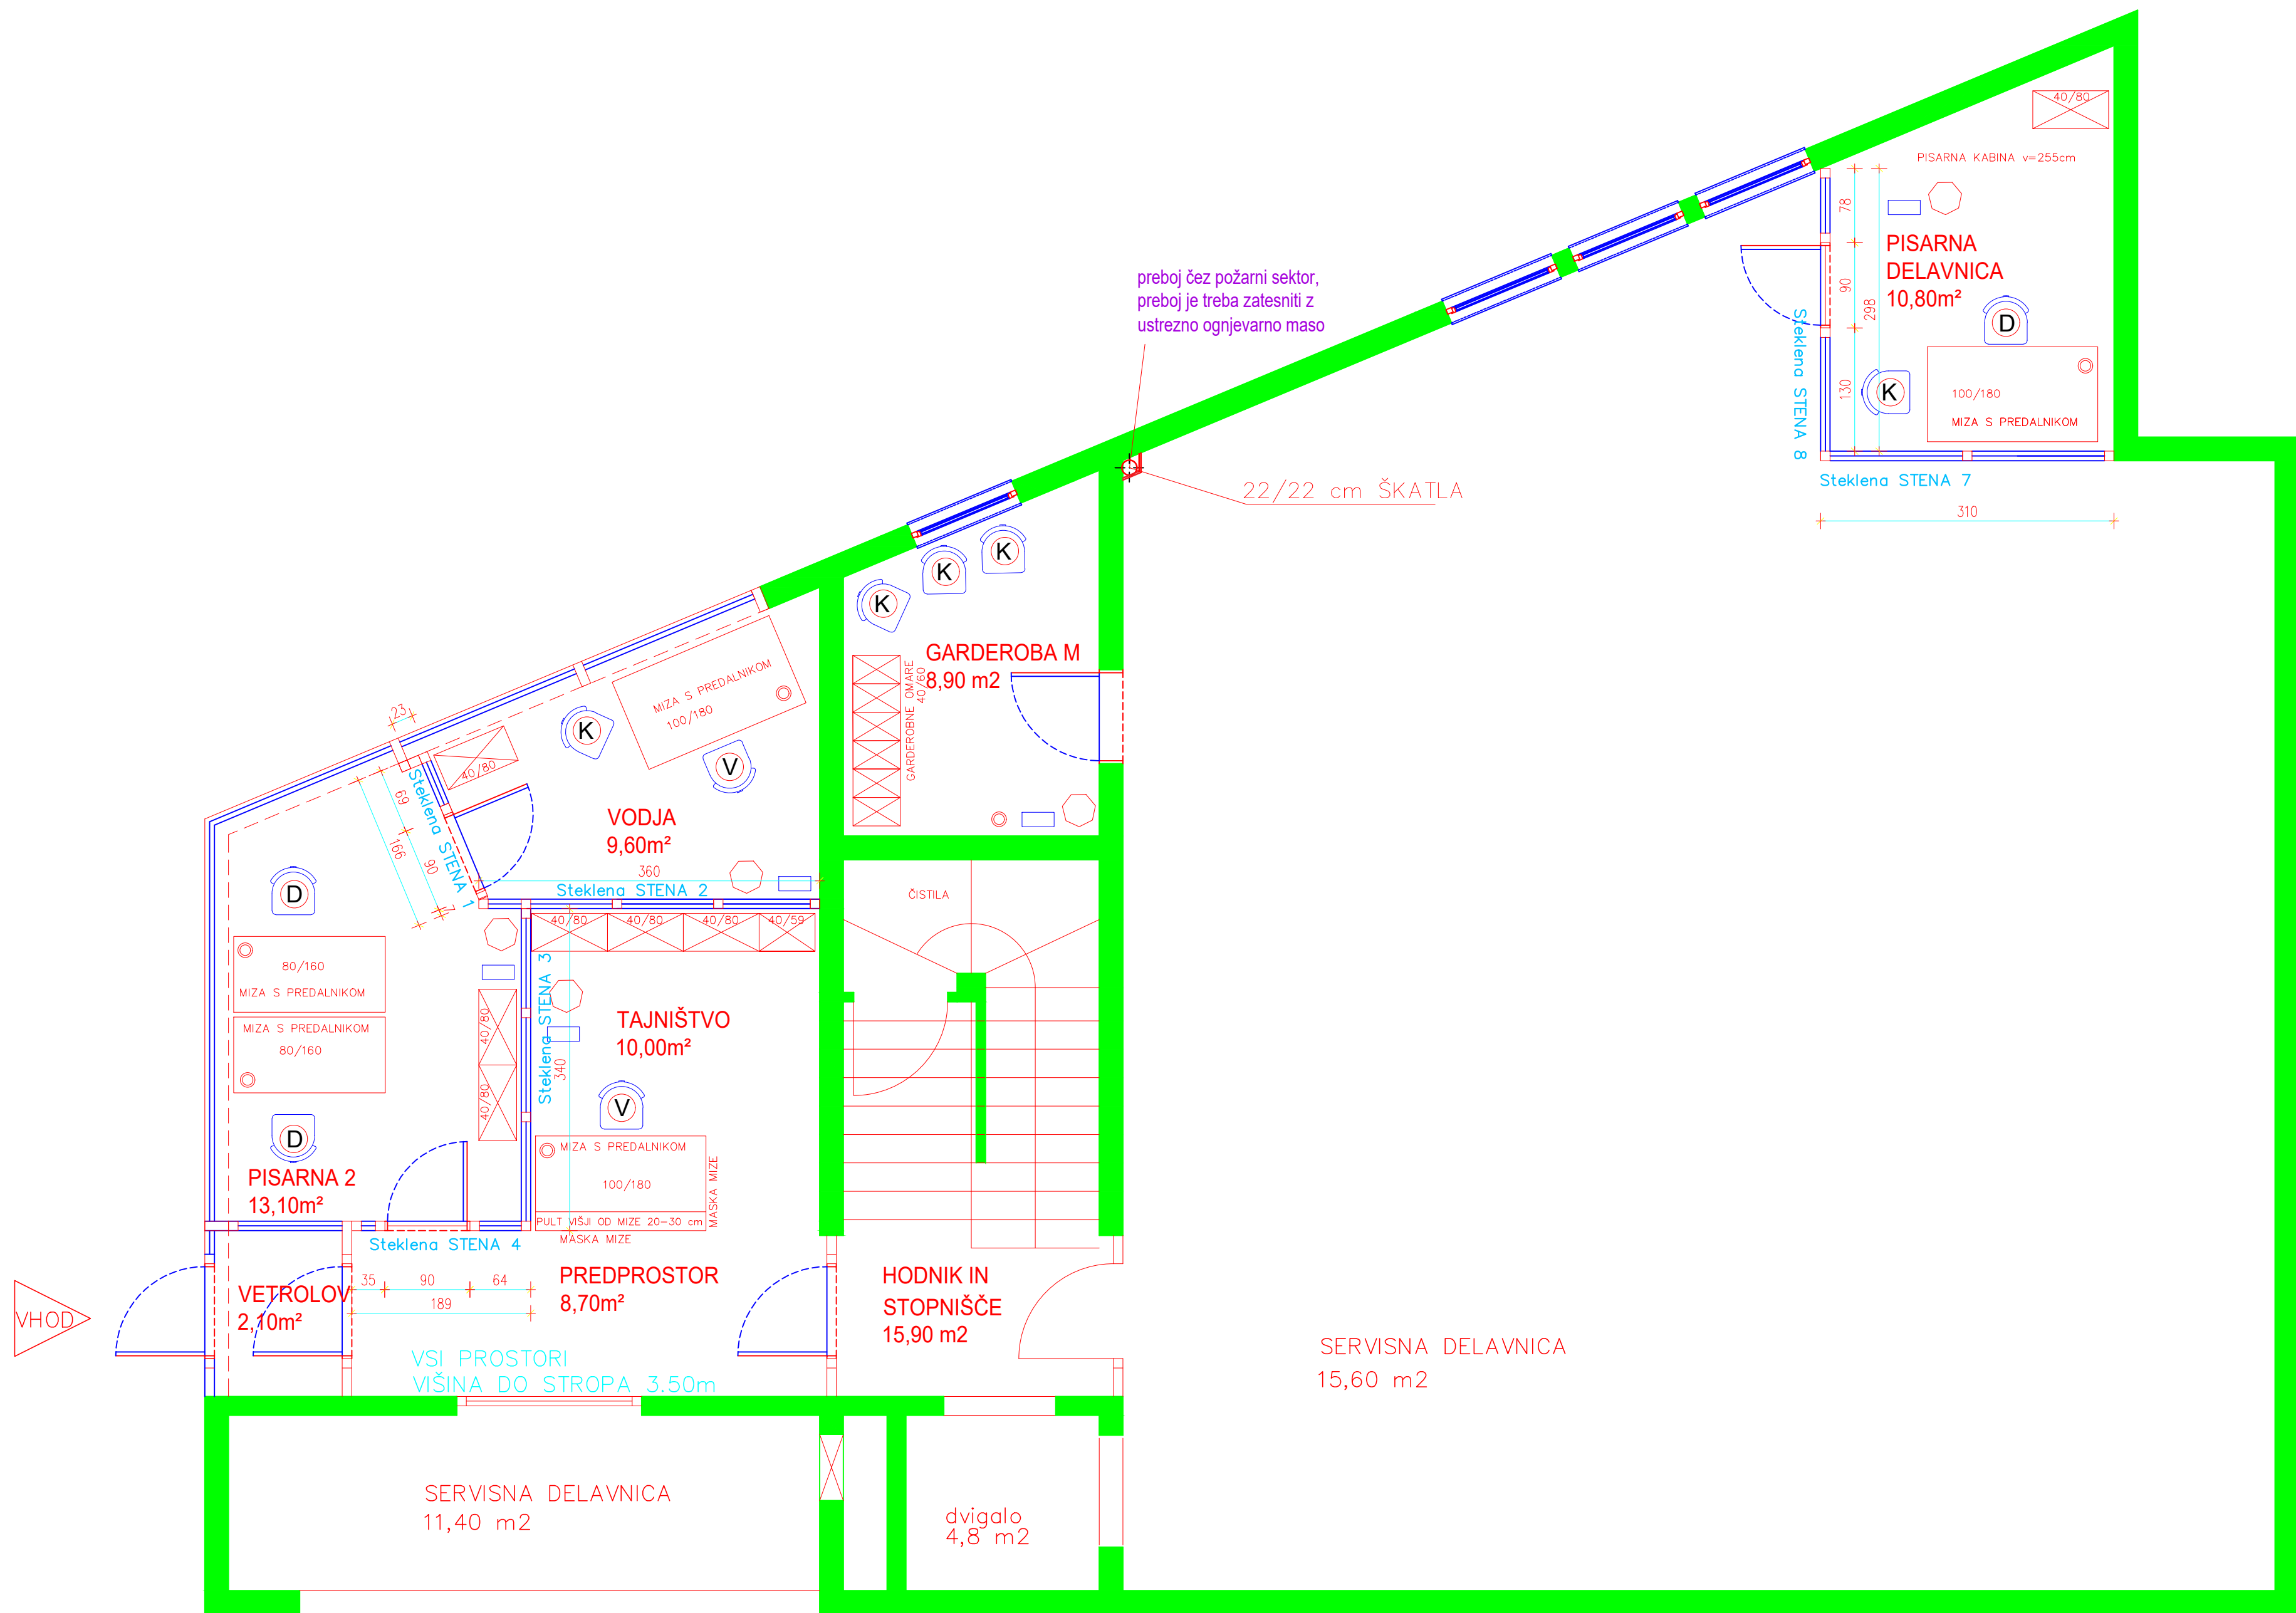 40/80
PISARNA KABINA v=255cm
78
PISARNA
DELAVNICA
10,80m²
90
298
130
D
K
100/180
MIZA S PREDALNIKOM
Steklena STENA 8
Steklena STENA 7
310
preboj čez požarni sektor,
preboj je treba zatesniti z
ustrezno ognjevarno maso
22/22 cm ŠKATLA
K
K
K
GARDEROBA M
8,90 m2
GARDEROBNE OMARE
40/60
MIZA S PREDALNIKOM
100/180
K
V
40/80
23
69
166
90
7
Steklena STENA 1
VODJA
9,60m²
360
Steklena STENA 2
40/80
40/80
40/80
40/59
ČISTILA
D
80/160
MIZA S PREDALNIKOM
MIZA S PREDALNIKOM
80/160
D
40/80
40/80
Steklena STENA 3
340
TAJNIŠTVO
10,00m²
V
MIZA S PREDALNIKOM
100/180
PULT VIŠJI OD MIZE 20-30 cm
MASKA MIZE
MASKA MIZE
PISARNA 2
13,10m²
Steklena STENA 4
35
90
64
189
VHOD
VETROLOV
2,10m²
PREDPROSTOR
8,70m²
HODNIK IN
STOPNIŠČE
15,90 m2
VSI PROSTORI
VIŠINA DO STROPA 3.50m
SERVISNA DELAVNICA
15,60 m2
SERVISNA DELAVNICA
11,40 m2
dvigalo
4,8 m2